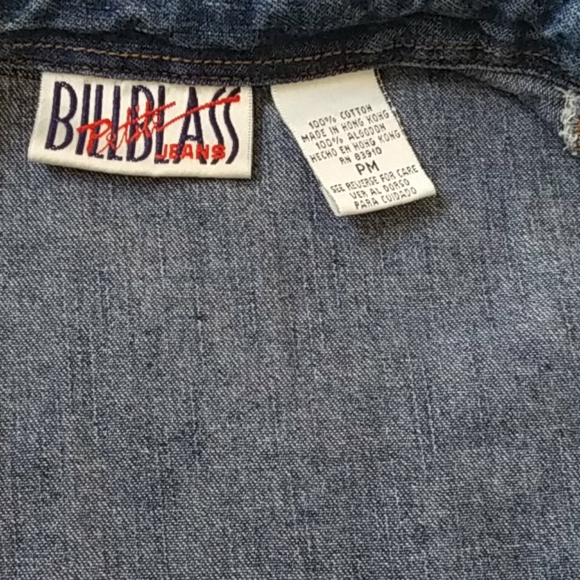 BILLBLASS
Petite
JEANS
100% COTTON
MADE IN HONG KONG
100% ALGODON
HECHO EN HONG KONG
RN 83910
PM
SEE REVERSE FOR CARE
VER AL DORSO
PARA CUIDADO